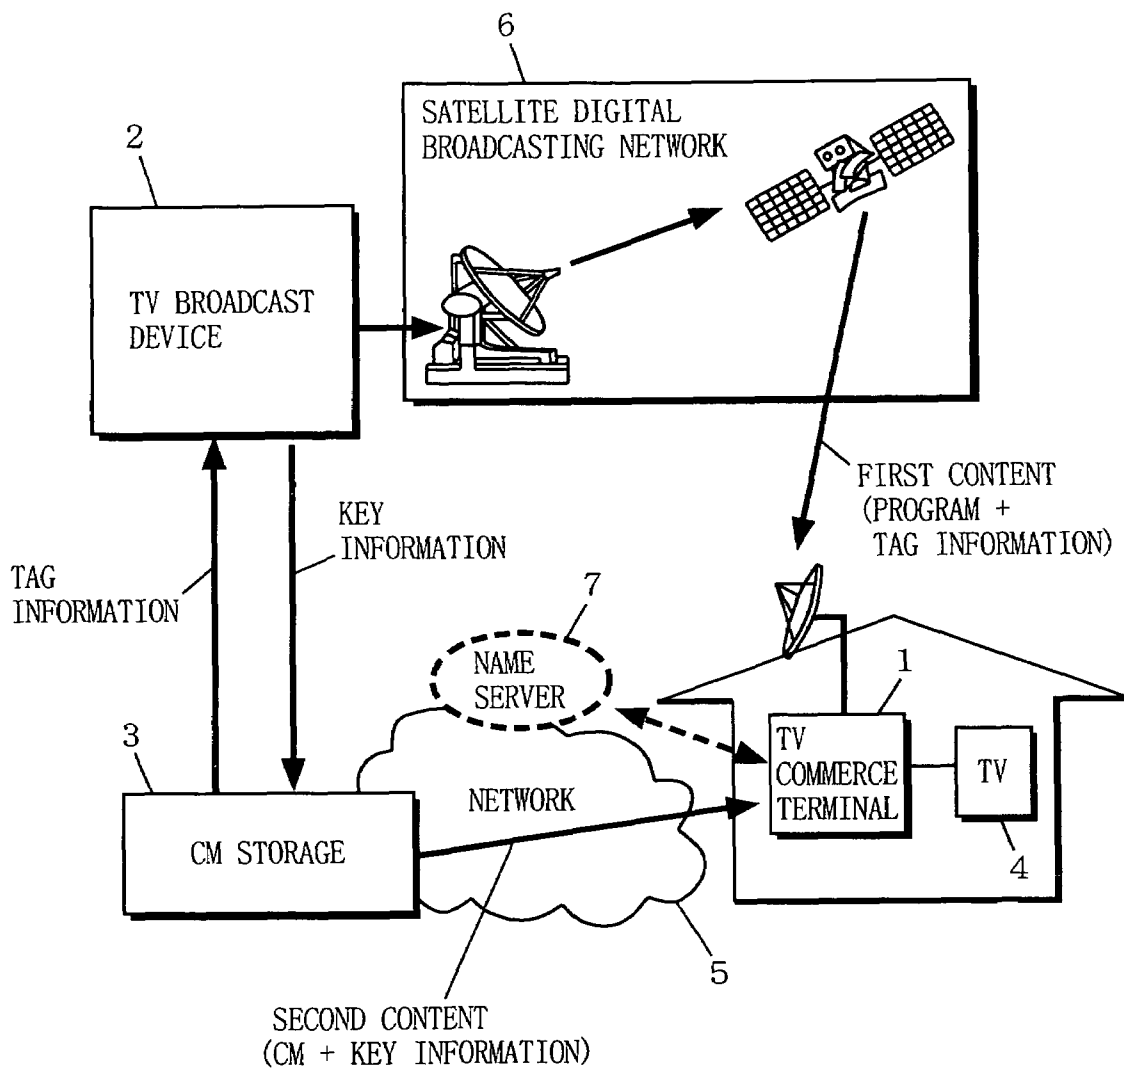 6
SATELLITE DIGITAL
BROADCASTING NETWORK
2
TV BROADCAST
DEVICE
FIRST CONTENT
(PROGRAM +
TAG INFORMATION)
KEY
INFORMATION
TAG
INFORMATION
7
NAME
SERVER
1
TV
COMMERCE
TERMINAL
TV
4
3
CM STORAGE
NETWORK
5
SECOND CONTENT
(CM + KEY INFORMATION)